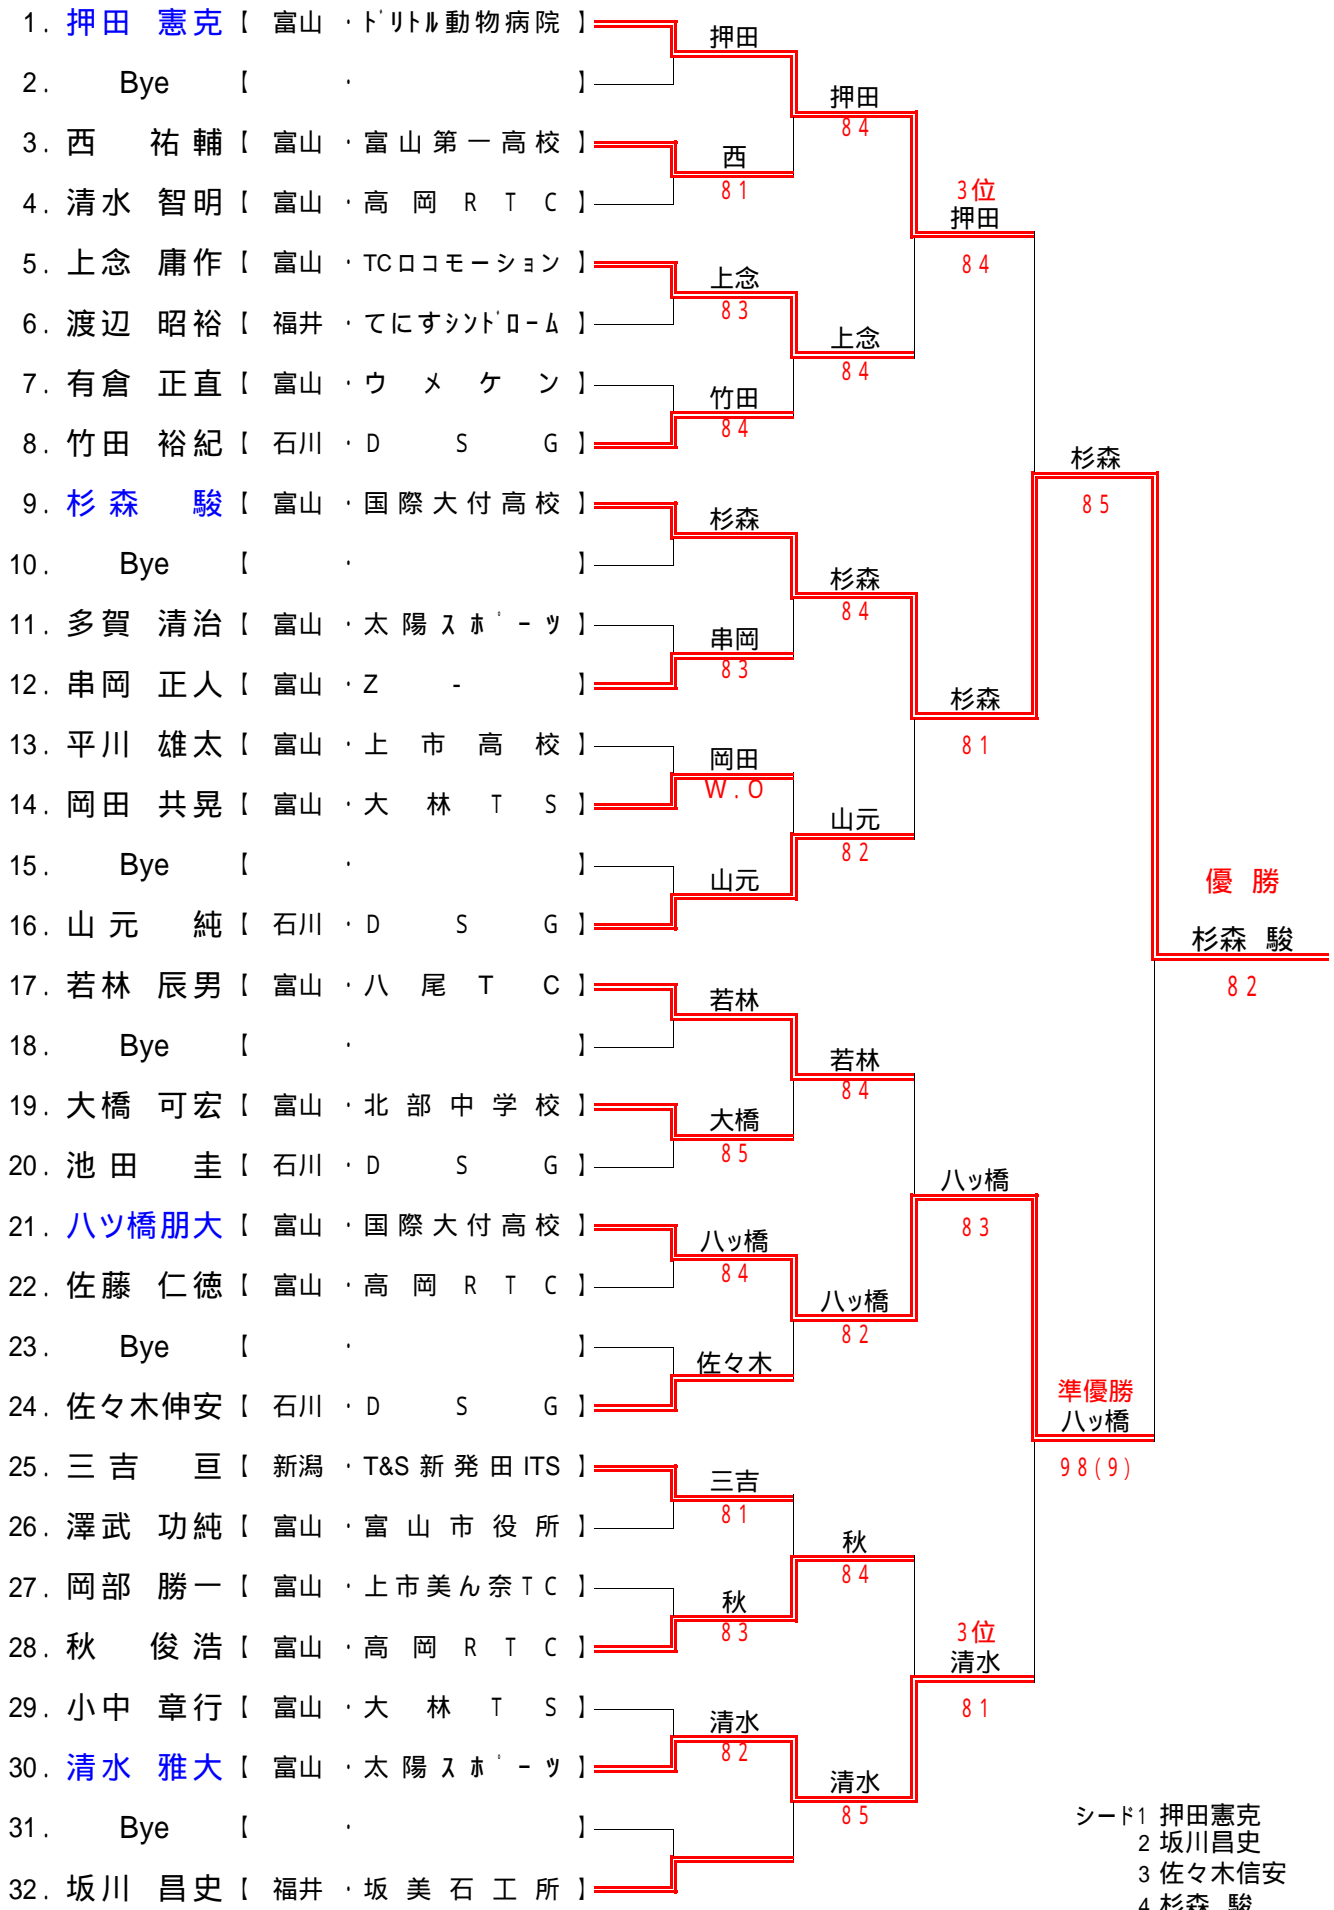 1. 押田 憲克【 富山 ・ドリトル動物病院 】
押田
2. Bye 【 ・ 】
押田
84
3. 西 祐輔【 富山 ・富山第一高校 】
西
81
4. 清水 智明【 富山 ・高岡RTC 】
3位
押田
84
5. 上念 庸作【 富山 ・TCロコモーション 】
上念
83
6. 渡辺 昭裕【 福井 ・てにすシンドローム 】
上念
84
7. 有倉 正直【 富山 ・ウメケン 】
竹田
84
8. 竹田 裕紀【 石川 ・DSG 】
杉森
85
9. 杉森 駿【 富山 ・国際大付高校 】
杉森
10. Bye 【 ・ 】
杉森
84
11. 多賀 清治【 富山 ・太陽スポーツ 】
串岡
83
12. 串岡 正人【 富山 ・Z - 】
杉森
81
13. 平川 雄太【 富山 ・上市高校 】
岡田
W.O
14. 岡田 共晃【 富山 ・大林TS 】
山元
82
15. Bye 【 ・ 】
山元
16. 山元 純【 石川 ・DSG 】
優 勝
杉森 駿
82
17. 若林 辰男【 富山 ・八尾TC 】
若林
18. Bye 【 ・ 】
若林
84
19. 大橋 可宏【 富山 ・北部中学校 】
大橋
85
20. 池田 圭【 石川 ・DSG 】
八ッ橋
83
21. 八ツ橋朋大【 富山 ・国際大付高校 】
八ッ橋
84
22. 佐藤 仁徳【 富山 ・高岡RTC 】
八ッ橋
82
23. Bye 【 ・ 】
佐々木
24. 佐々木伸安【 石川 ・DSG 】
準優勝
八ッ橋
98(9)
25. 三吉 亘【 新潟 ・T&S新発田ITS 】
三吉
81
26. 澤武 功純【 富山 ・富山市役所 】
秋
84
27. 岡部 勝一【 富山 ・上市美ん奈TC 】
秋
83
28. 秋 俊浩【 富山 ・高岡RTC 】
3位
清水
81
29. 小中 章行【 富山 ・大林TS 】
清水
82
30. 清水 雅大【 富山 ・太陽スポーツ 】
清水
85
31. Bye 【 ・ 】
32. 坂川 昌史【 福井 ・坂美石工所 】
シード1 押田憲克
2 坂川昌史
3 佐々木信安
4 杉森 駿